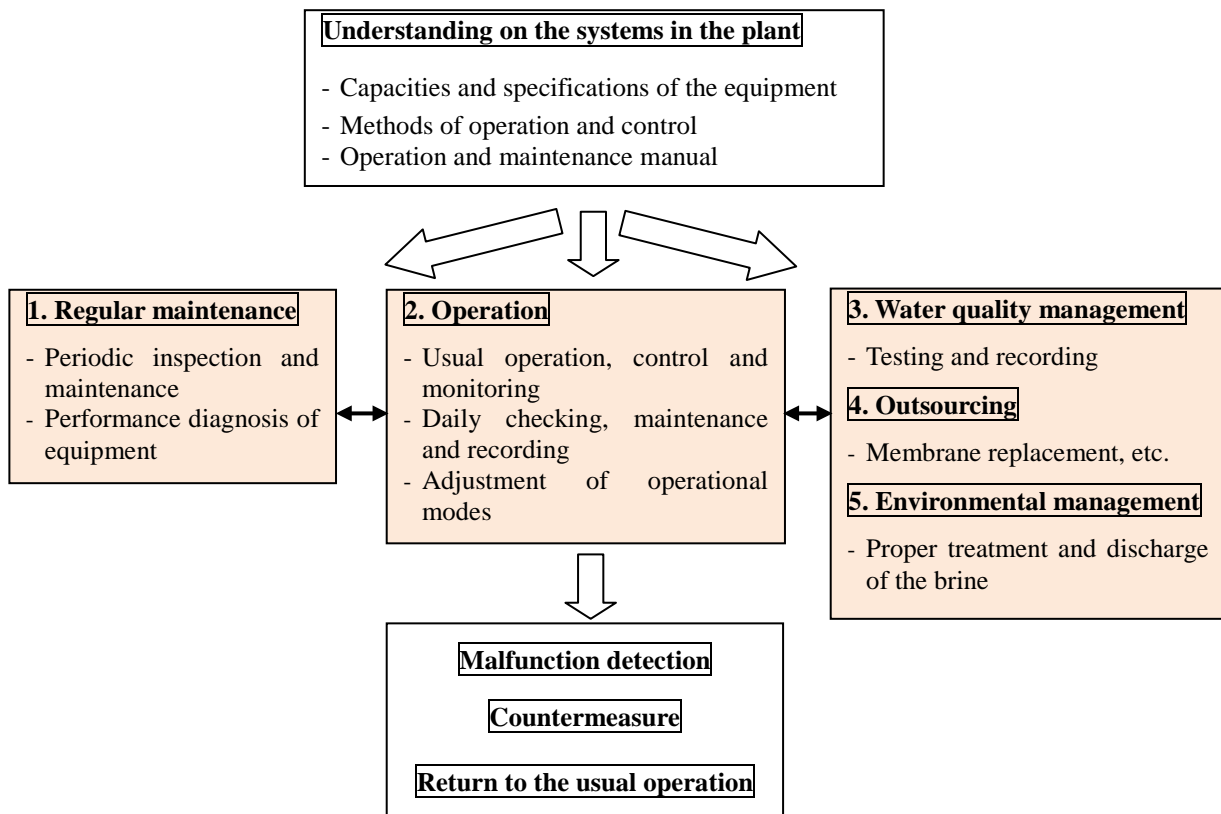 Understanding on the systems in the plant
- Capacities and specifications of the equipment
- Methods of operation and control
- Operation and maintenance manual
1. Regular maintenance
- Periodic inspection and
maintenance
- Performance diagnosis of
equipment
2. Operation
- Usual operation, control and
monitoring
- Daily checking, maintenance
and recording
- Adjustment of operational
modes
3. Water quality management
- Testing and recording
4. Outsourcing
- Membrane replacement, etc.
5. Environmental management
- Proper treatment and discharge
of the brine
Malfunction detection
Countermeasure
Return to the usual operation